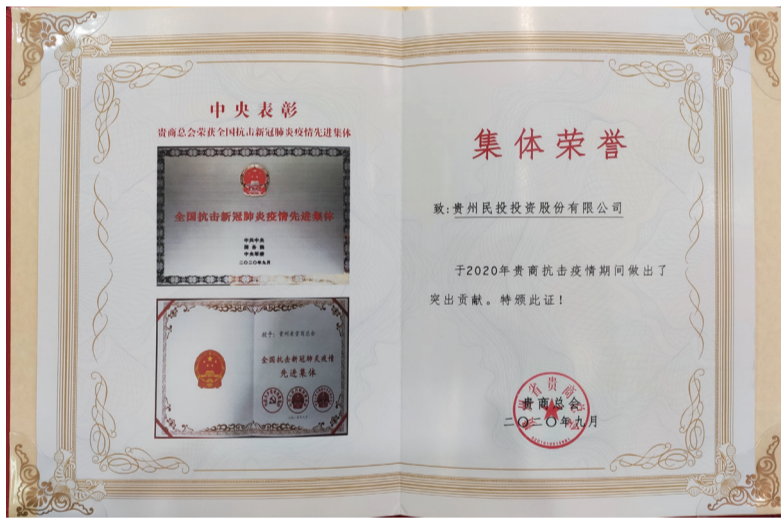 中央表彰
贵商总会荣获全国抗击新冠肺炎疫情先进集体
全国抗击新冠肺炎疫情先进集体
中共中央
国务院
中央军委
二〇二〇年九月
授予：贵州省贵商总会
全国抗击新冠肺炎疫情
先进集体
集体荣誉
致:贵州民投投资股份有限公司
于2020年贵商抗击疫情期间做出了
突出贡献。特颁此证！
贵商总会
二〇二〇年九月